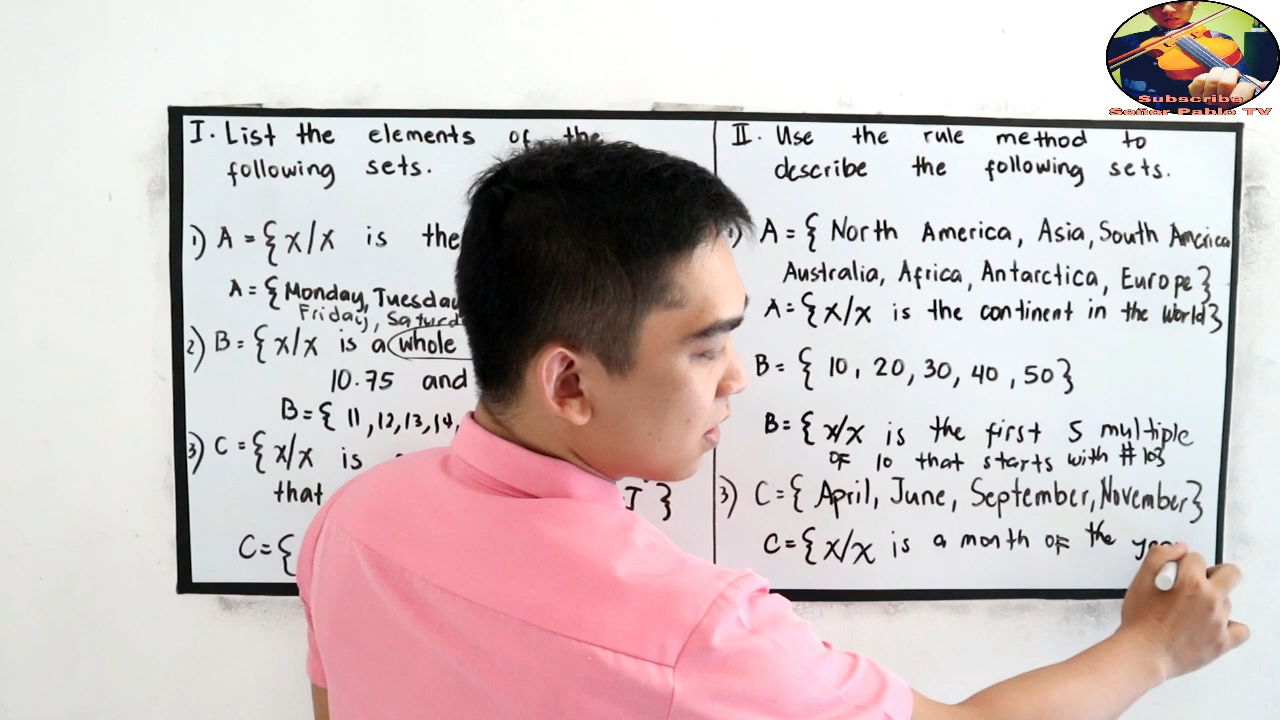 Subscribe
Señor Pablo TV
I. List the elements of the
following sets.
1) A = {x/x is the
A = {Monday, Tuesday
Friday, Saturd
2) B = {x/x is a whole
10.75 and
B = { 11, 12, 13, 14,
3) C = {x/x is
that J }
C = {
II. Use the rule method to
describe the following sets.
) A = { North America, Asia, South America
Australia, Africa, Antarctica, Europe }
A = {x/x is the continent in the world}
B = { 10, 20, 30, 40, 50}
B = { x/x is the first 5 multiple
of 10 that starts with # 10}
3) C = { April, June, September, November}
C = {x/x is a month of the